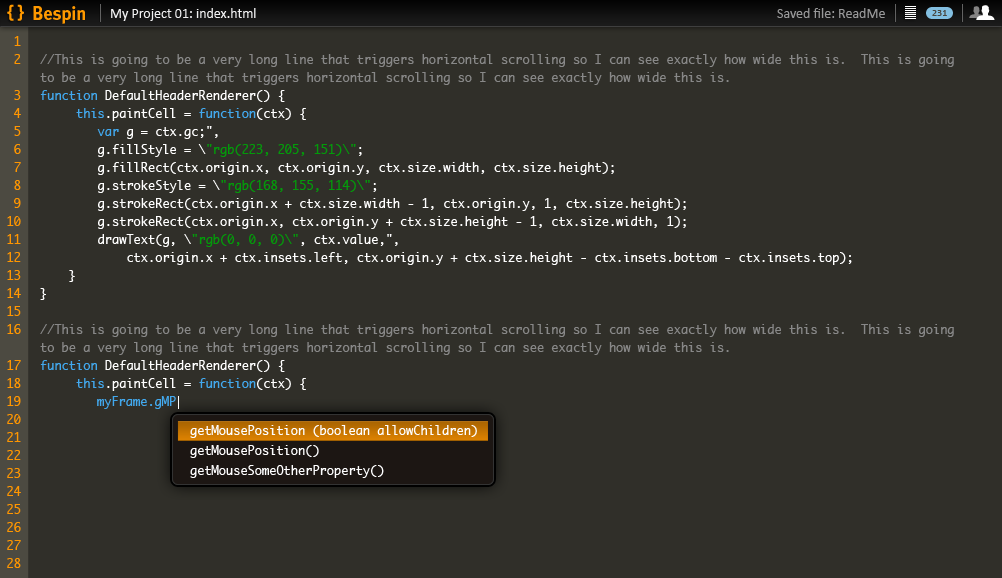 {} Bespin My Project 01: index.html Saved file: ReadMe 231
1
2 //This is going to be a very long line that triggers horizontal scrolling so I can see exactly how wide this is.  This is going
to be a very long line that triggers horizontal scrolling so I can see exactly how wide this is.
3 function DefaultHeaderRenderer() {
4 this.paintCell = function(ctx) {
5 var g = ctx.gc;",
6 g.fillStyle = \"rgb(223, 205, 151)\";
7 g.fillRect(ctx.origin.x, ctx.origin.y, ctx.size.width, ctx.size.height);
8 g.strokeStyle = \"rgb(168, 155, 114)\";
9 g.strokeRect(ctx.origin.x + ctx.size.width - 1, ctx.origin.y, 1, ctx.size.height);
10 g.strokeRect(ctx.origin.x, ctx.origin.y + ctx.size.height - 1, ctx.size.width, 1);
11 drawText(g, \"rgb(0, 0, 0)\", ctx.value,",
12 ctx.origin.x + ctx.insets.left, ctx.origin.y + ctx.size.height - ctx.insets.bottom - ctx.insets.top);
13 }
14 }
15
16 //This is going to be a very long line that triggers horizontal scrolling so I can see exactly how wide this is.  This is going
to be a very long line that triggers horizontal scrolling so I can see exactly how wide this is.
17 function DefaultHeaderRenderer() {
18 this.paintCell = function(ctx) {
19 myFrame.gMP
20
getMousePosition (boolean allowChildren)
21
getMousePosition()
22
getMouseSomeOtherProperty()
23
24
25
26
27
28